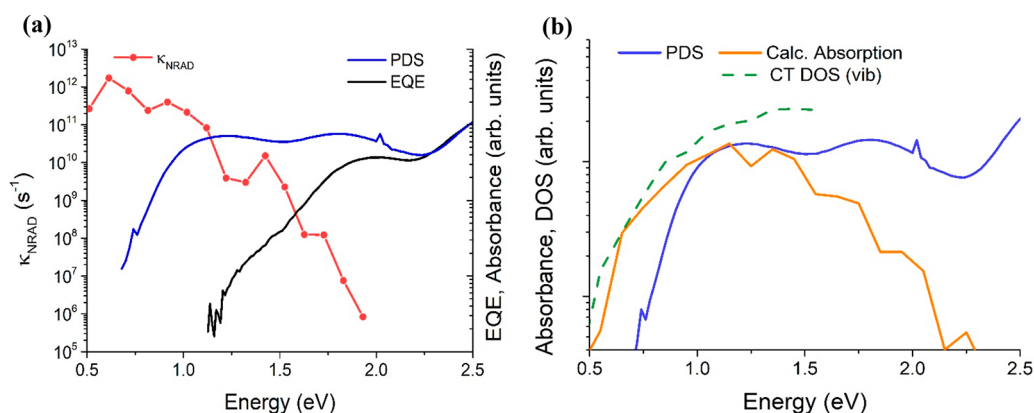 (a)
κNRAD
PDS
EQE
10^13
10^12
10^11
10^10
10^9
10^8
10^7
10^6
10^5
κNRAD (s^-1)
EQE, Absorbance (arb. units)
0.5 1.0 1.5 2.0 2.5
Energy (eV)
(b)
PDS
Calc. Absorption
CT DOS (vib)
Absorbance, DOS (arb. units)
0.5 1.0 1.5 2.0 2.5
Energy (eV)